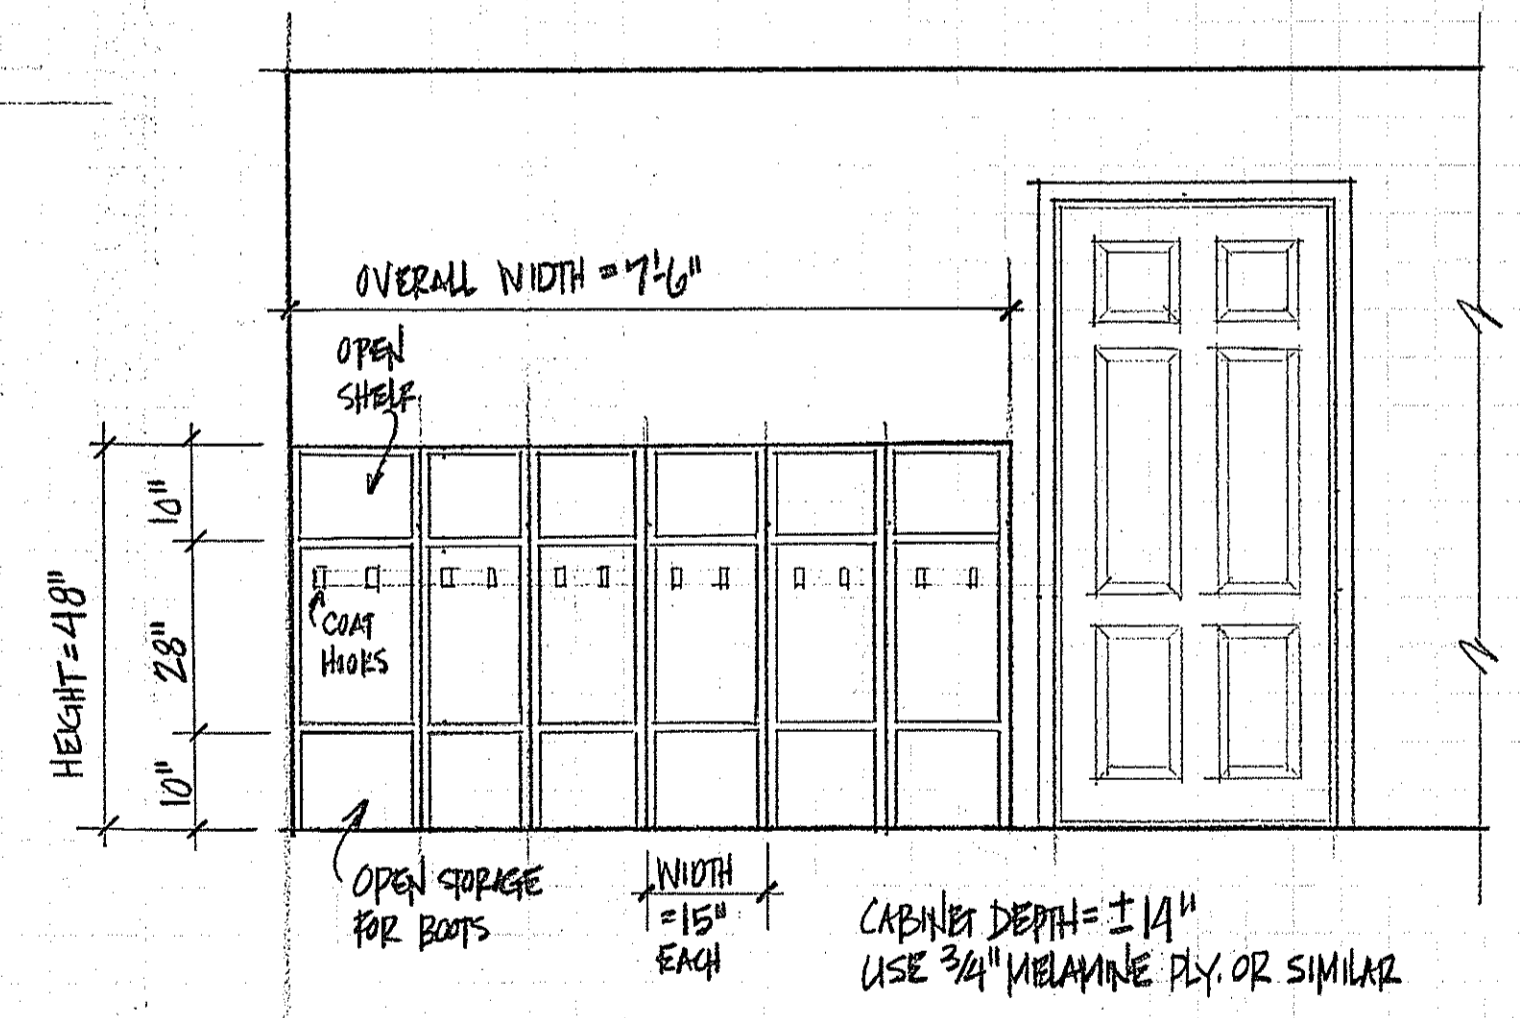 OVERALL WIDTH = 7'-6"
OPEN
SHELF
10"
HEIGHT = 48"
28"
COAT
HOOKS
10"
OPEN STORAGE
FOR BOOTS
WIDTH
= 15"
EACH
CABINET DEPTH = ± 14"
USE 3/4" MELAMINE PLY. OR SIMILAR